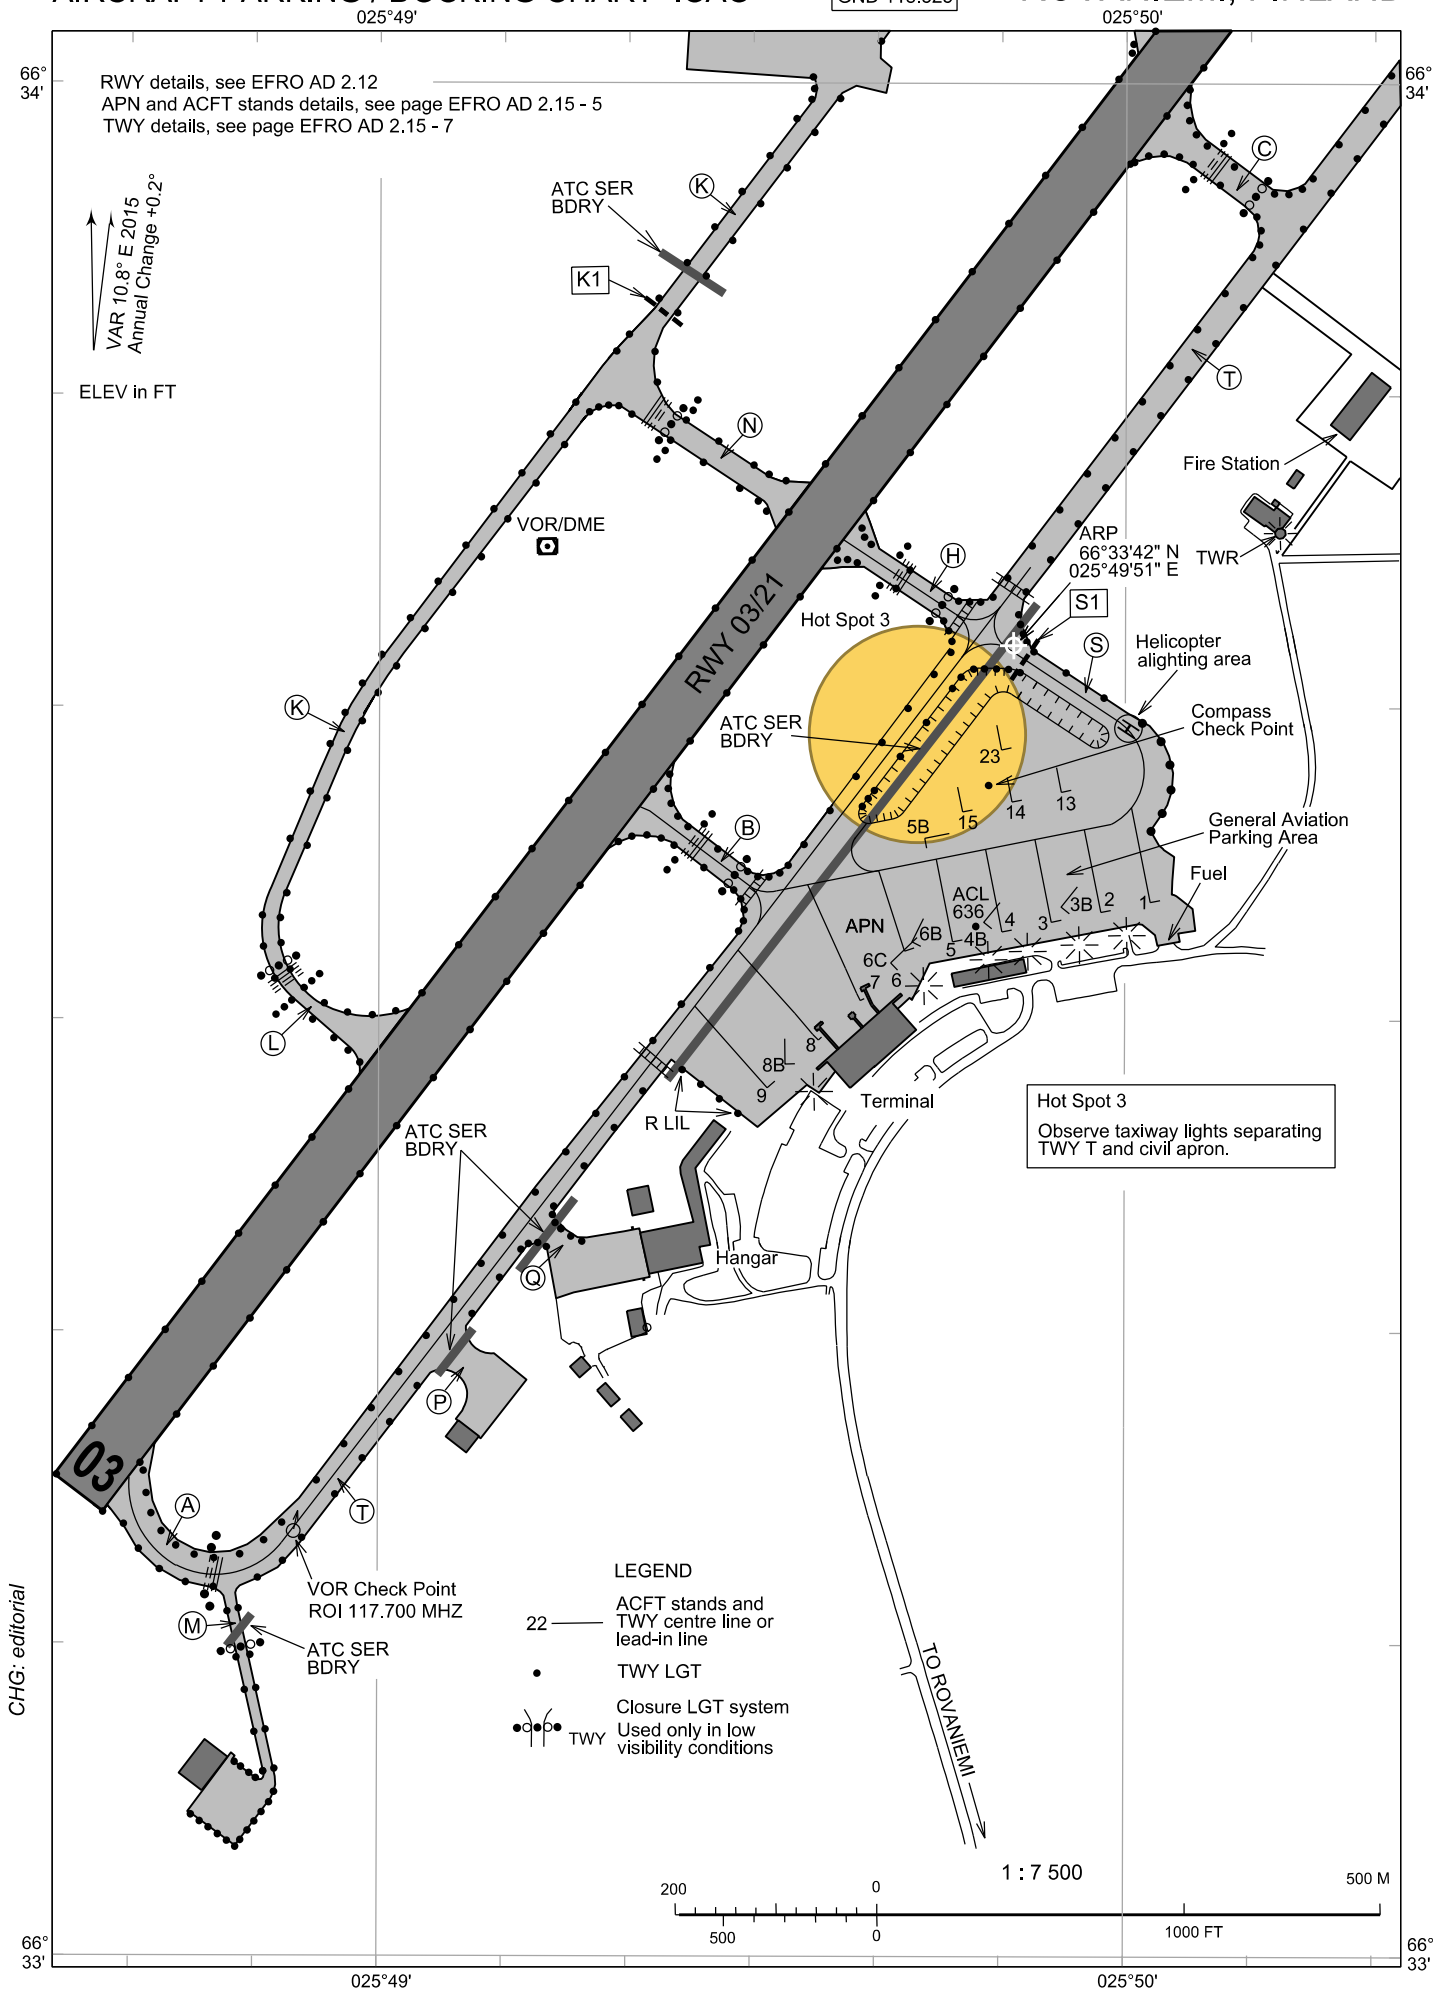 025°49'
025°50'
66°
34'
66°
34'
RWY details, see EFRO AD 2.12
APN and ACFT stands details, see page EFRO AD 2.15 - 5
TWY details, see page EFRO AD 2.15 - 7
VAR 10.8° E 2015
Annual Change +0.2°
ELEV in FT
ATC SER
BDRY
K
K1
C
T
N
Fire Station
VOR/DME
TWR
ARP
66°33'42" N
025°49'51" E
H
S1
RWY 03/21
Hot Spot 3
S
Helicopter
alighting area
H
K
ATC SER
BDRY
Compass
Check Point
23
13
14
15
5B
B
General Aviation
Parking Area
Fuel
APN
ACL
636
6B
5
4B
4
3
3B
2
1
6C
7
6
8
8B
9
L
Terminal
R LIL
Hot Spot 3
Observe taxiway lights separating
TWY T and civil apron.
ATC SER
BDRY
Hangar
Q
P
03
A
T
VOR Check Point
ROI 117.700 MHZ
M
ATC SER
BDRY
LEGEND
22
ACFT stands and
TWY centre line or
lead-in line
TWY LGT
TWY
Closure LGT system
Used only in low
visibility conditions
TO ROVANIEMI
CHG: editorial
1 : 7 500
200
0
500 M
500
0
1000 FT
66°
33'
66°
33'
025°49'
025°50'